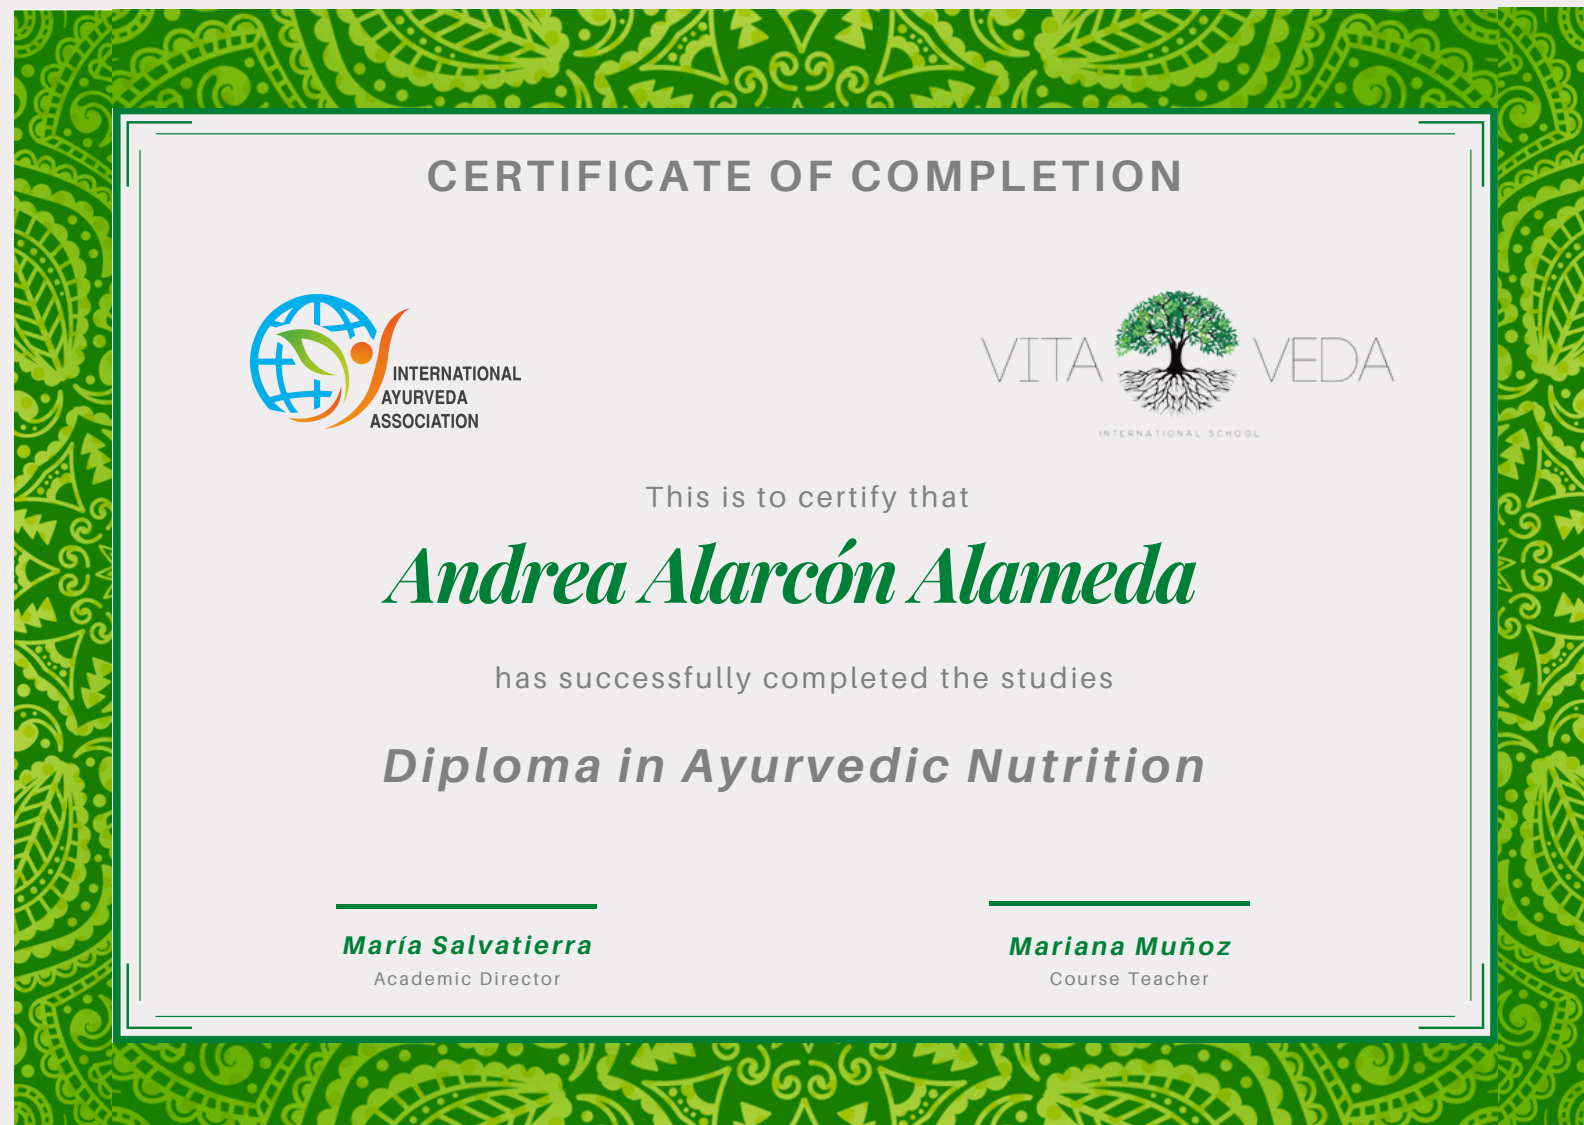 CERTIFICATE OF COMPLETION
INTERNATIONAL
AYURVEDA
ASSOCIATION
VITA VEDA
INTERNATIONAL SCHOOL
This is to certify that
Andrea Alarcón Alameda
has successfully completed the studies
Diploma in Ayurvedic Nutrition
María Salvatierra
Academic Director
Mariana Muñoz
Course Teacher